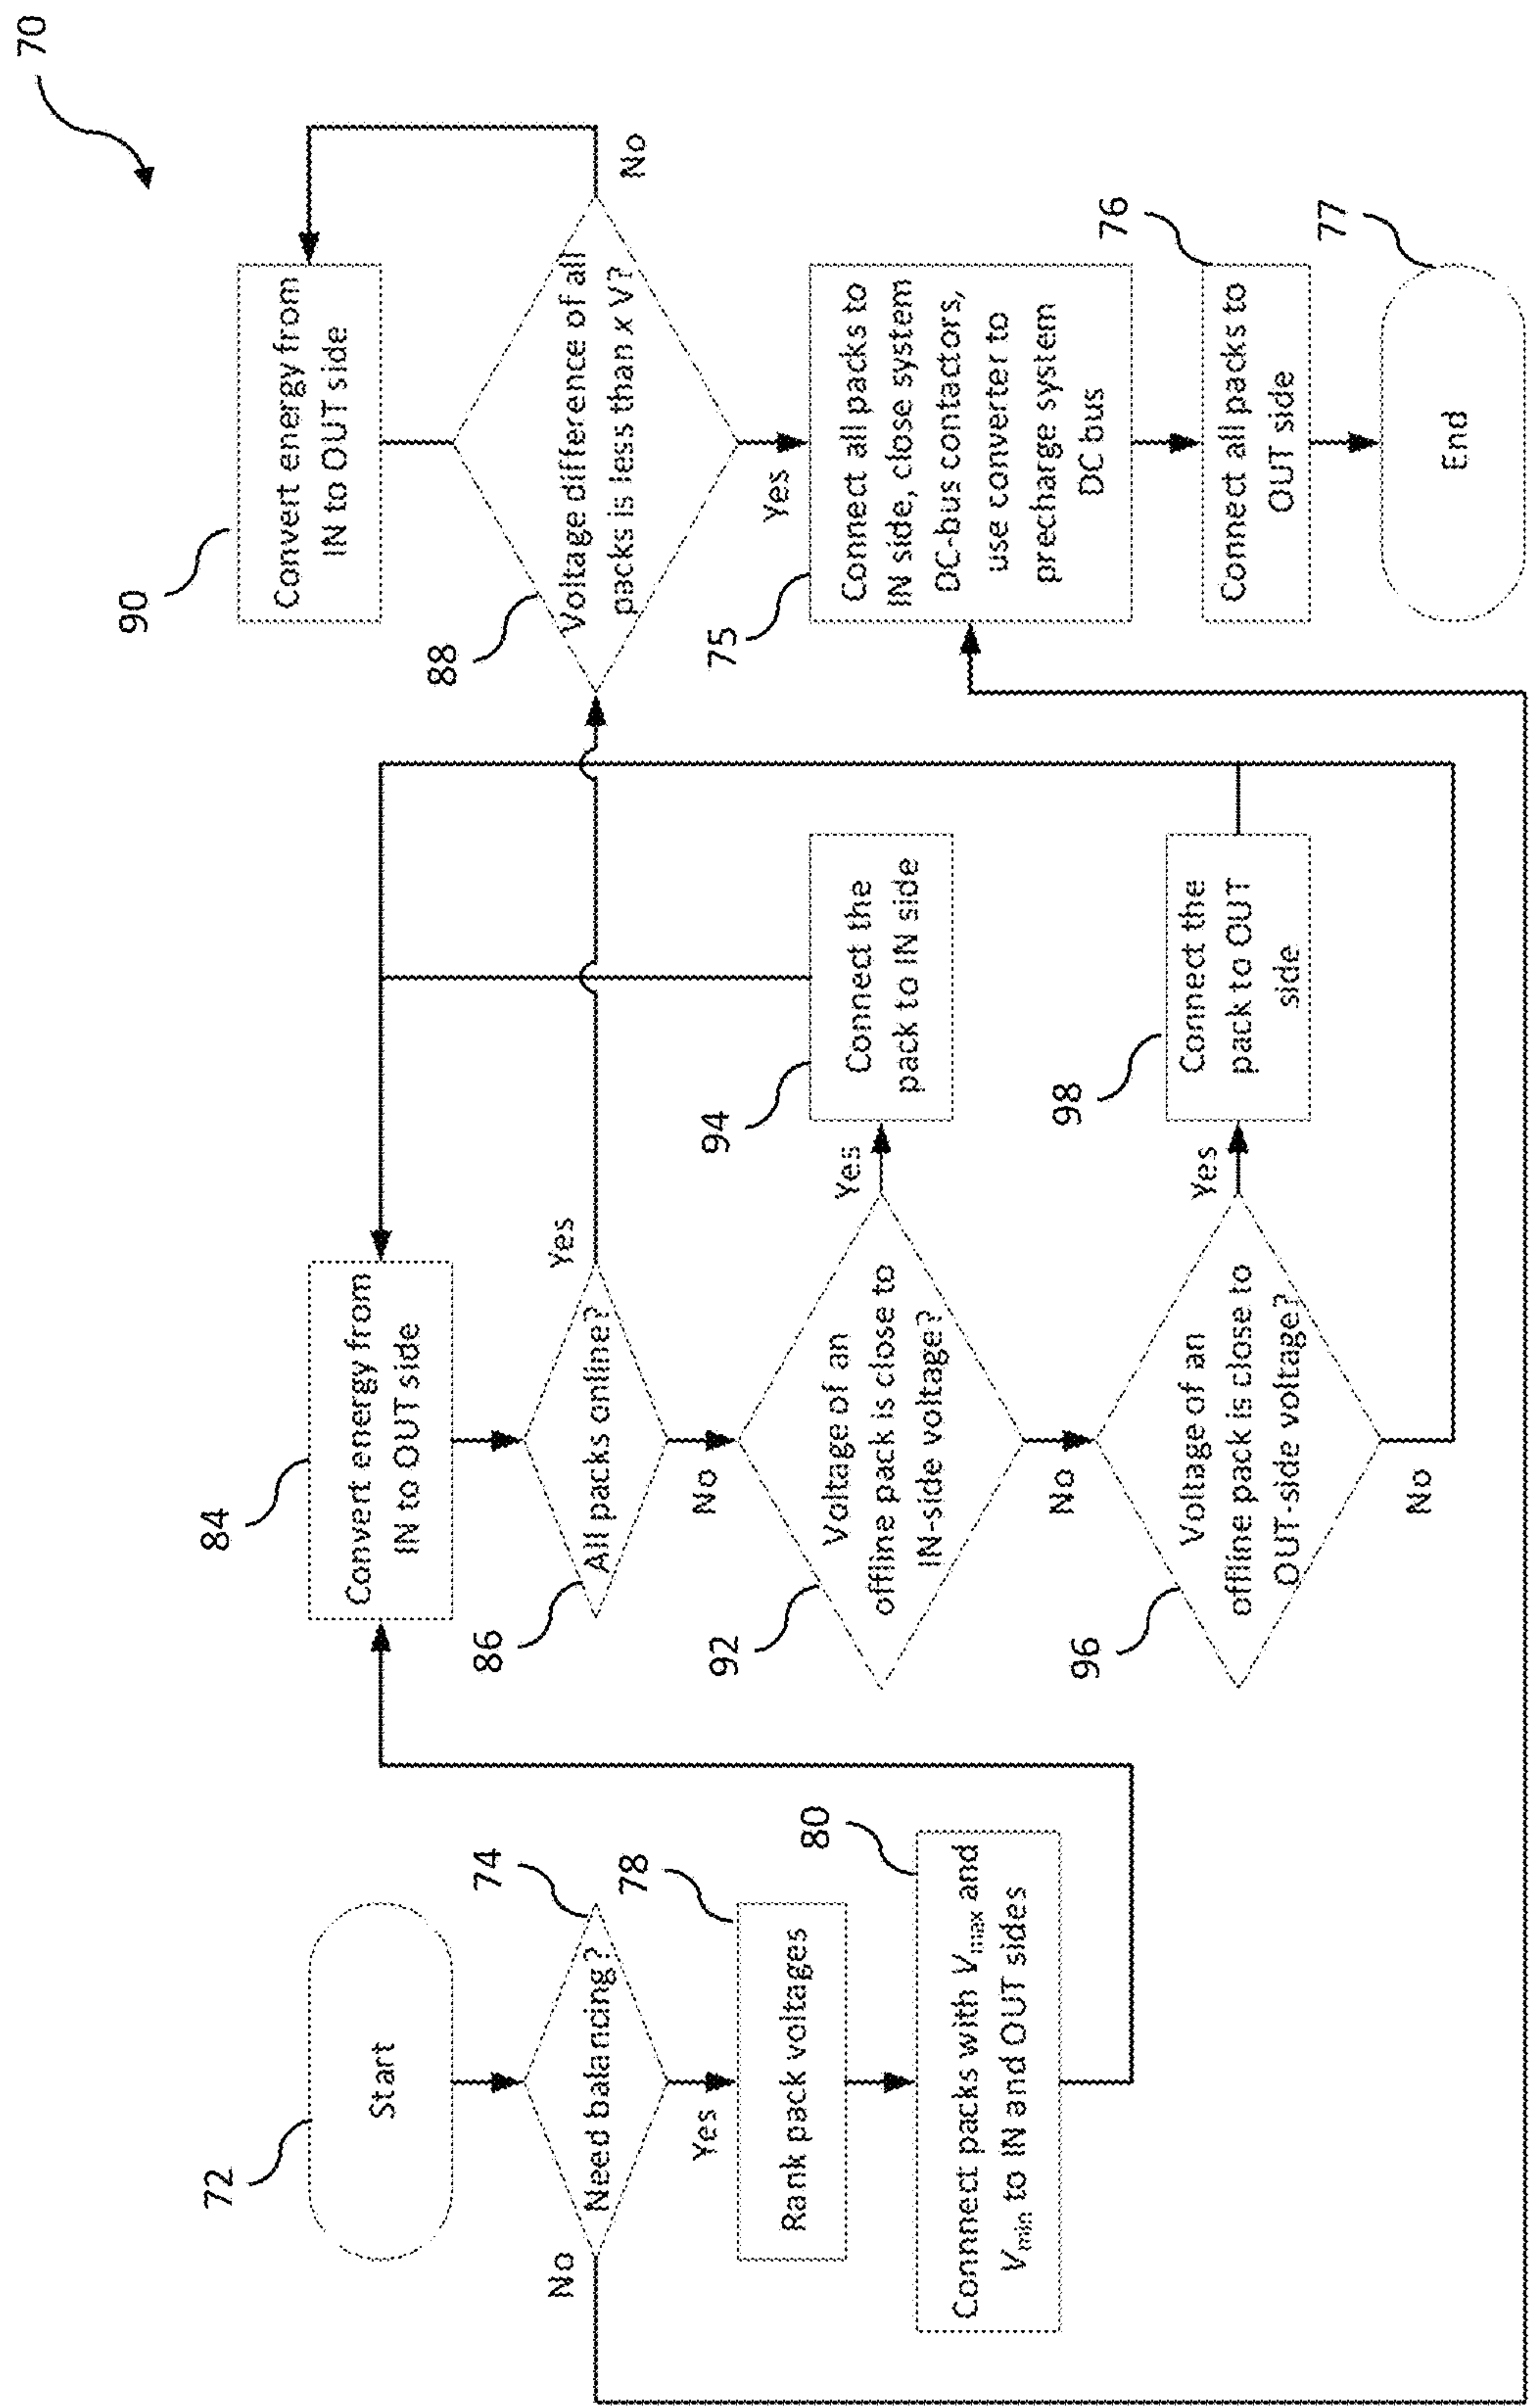 70
72
Start
74
Need balancing?
No
Yes
78
Rank pack voltages
80
Connect packs with Vmax and
Vmin to IN and OUT sides
84
Convert energy from
IN to OUT side
86
All packs online?
Yes
No
92
Voltage of an
offline pack is close to
IN-side voltage?
Yes
94
Connect the
pack to IN side
No
96
Voltage of an
offline pack is close to
OUT-side voltage?
Yes
98
Connect the
pack to OUT
side
No
90
Convert energy from
IN to OUT side
88
Voltage difference of all
packs is less than x V?
No
Yes
75
Connect all packs to
IN side, close system
DC-bus contactors,
use converter to
precharge system
DC bus
76
Connect all packs to
OUT side
77
End